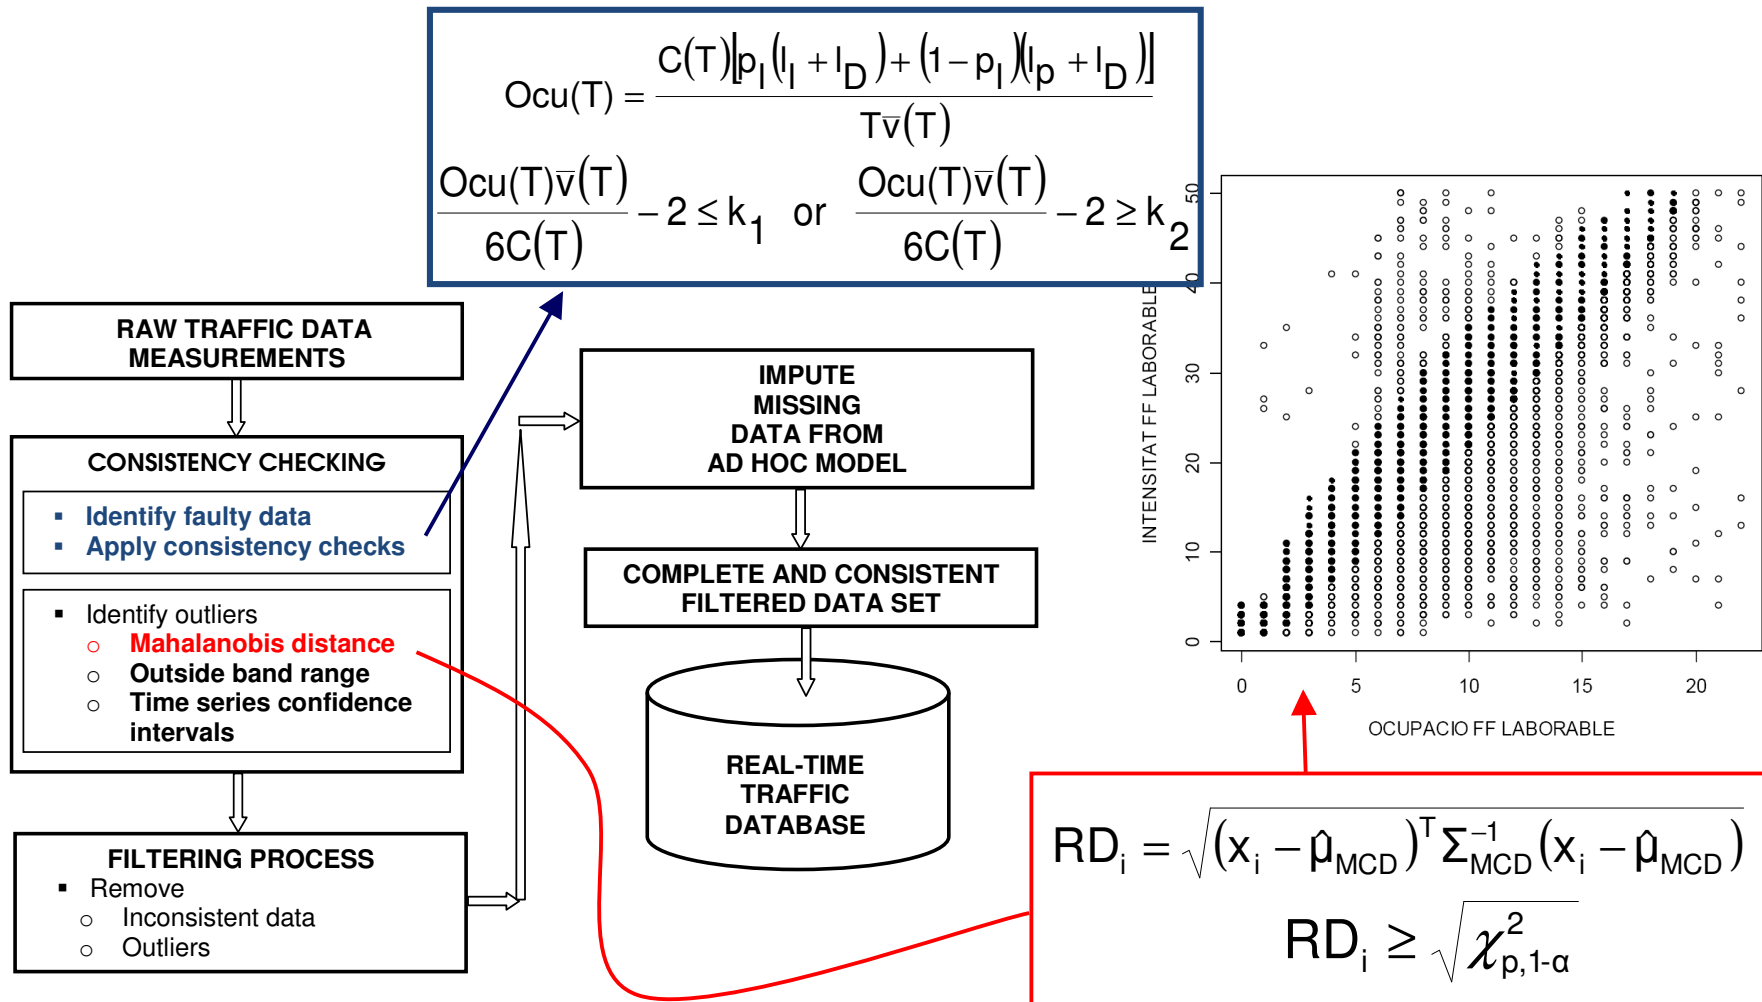 Ocu(T) = C(T)[p_I(l_I + l_D) + (1 − p_I)(l_p + l_D)] / Tv̄(T)
Ocu(T)v̄(T) / 6C(T) − 2 ≤ k_1 or Ocu(T)v̄(T) / 6C(T) − 2 ≥ k_2
RAW TRAFFIC DATA
MEASUREMENTS
CONSISTENCY CHECKING
▪ Identify faulty data
▪ Apply consistency checks
▪ Identify outliers
o Mahalanobis distance
o Outside band range
o Time series confidence
intervals
FILTERING PROCESS
▪ Remove
o Inconsistent data
o Outliers
IMPUTE
MISSING
DATA FROM
AD HOC MODEL
COMPLETE AND CONSISTENT
FILTERED DATA SET
REAL-TIME
TRAFFIC
DATABASE
INTENSITAT FF LABORABLE
50
40
30
20
10
0
0 5 10 15 20
OCUPACIO FF LABORABLE
RD_i = √((x_i − μ̂_MCD)^T Σ_MCD^−1 (x_i − μ̂_MCD))
RD_i ≥ √(χ²_p,1-α)